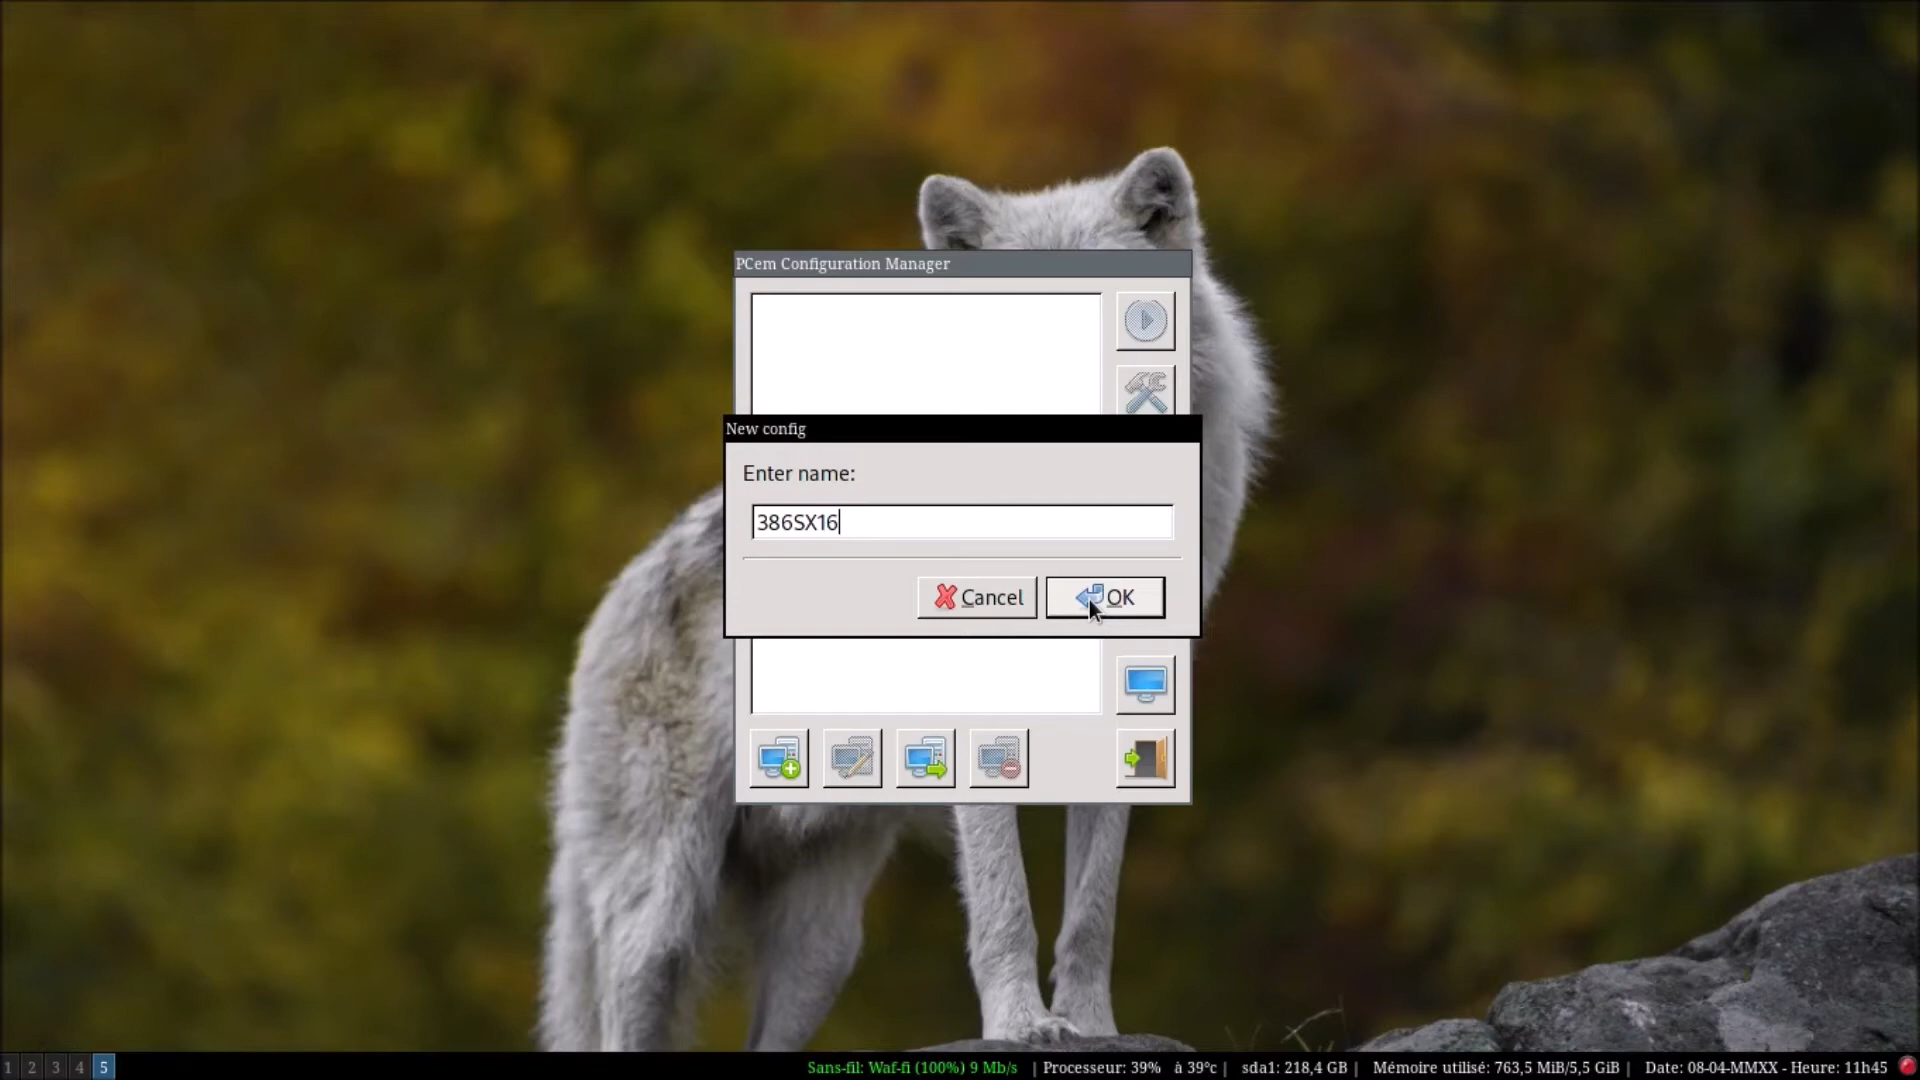 PCem Configuration Manager
New config
Enter name:
386SX16
Cancel
OK
1 2 3 4 5
Sans-fil: Waf-fi (100%) 9 Mb/s | Processeur: 39% à 39°c | sda1: 218,4 GB | Mémoire utilisé: 763,5 MiB/5,5 GiB | Date: 08-04-MMXX - Heure: 11h45